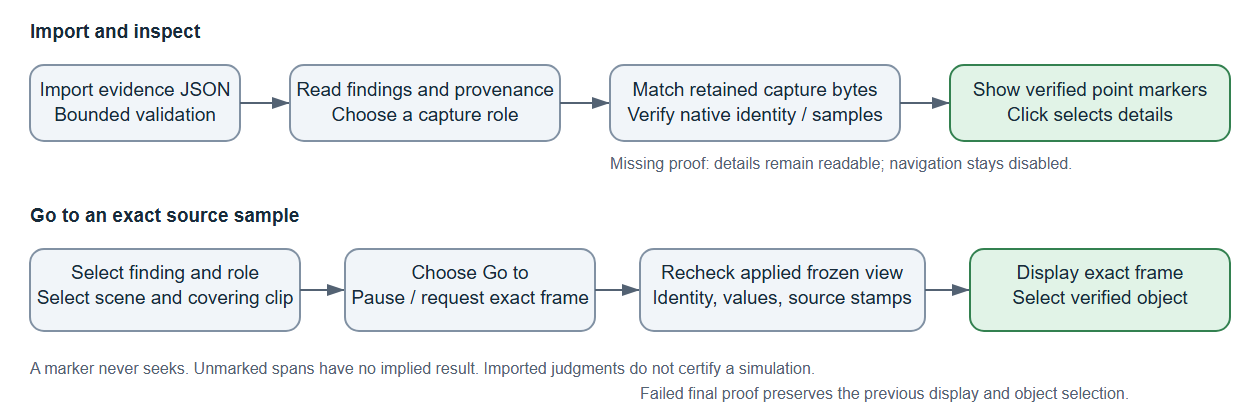 Import and inspect
Import evidence JSON
Bounded validation
Read findings and provenance
Choose a capture role
Match retained capture bytes
Verify native identity / samples
Show verified point markers
Click selects details
Missing proof: details remain readable; navigation stays disabled.
Go to an exact source sample
Select finding and role
Select scene and covering clip
Choose Go to
Pause / request exact frame
Recheck applied frozen view
Identity, values, source stamps
Display exact frame
Select verified object
A marker never seeks. Unmarked spans have no implied result. Imported judgments do not certify a simulation.
Failed final proof preserves the previous display and object selection.